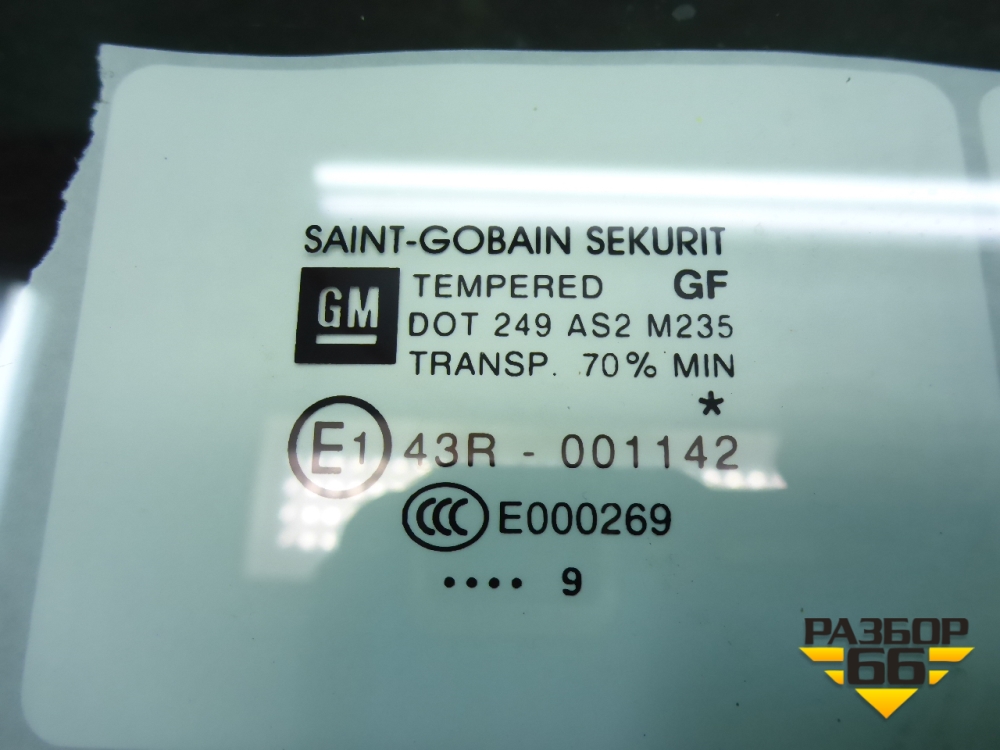 SAINT-GOBAIN SEKURIT
GM TEMPERED GF
DOT 249 AS2 M235
TRANSP. 70% MIN
*
E1 43R - 001142
CCC E000269
•••• 9
РАЗБОР
66